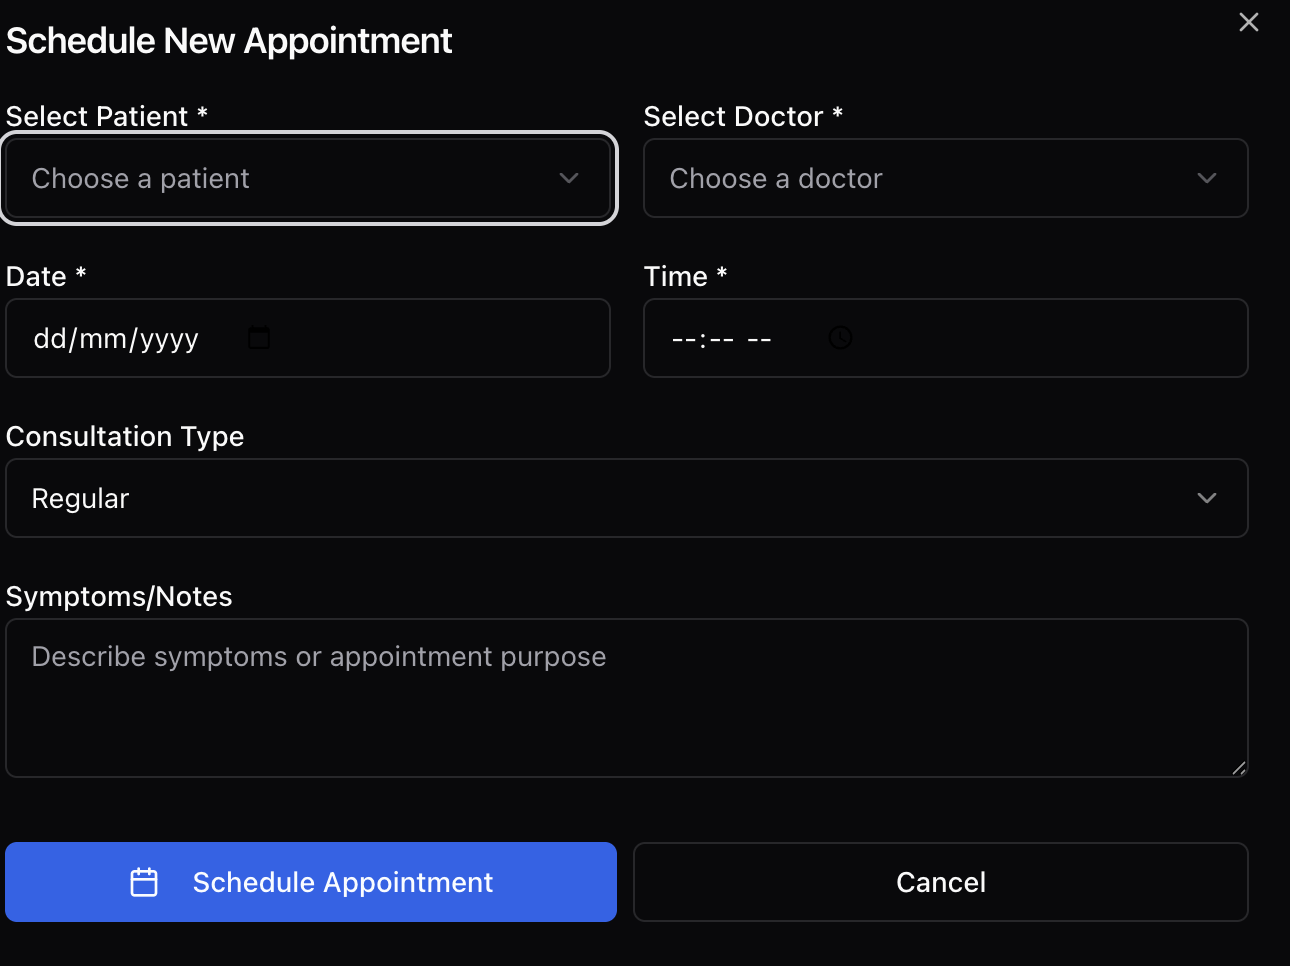 Schedule New Appointment
Select Patient *
Select Doctor *
Choose a patient
Choose a doctor
Date *
Time *
dd/mm/yyyy
--:-- --
Consultation Type
Regular
Symptoms/Notes
Describe symptoms or appointment purpose
Schedule Appointment
Cancel